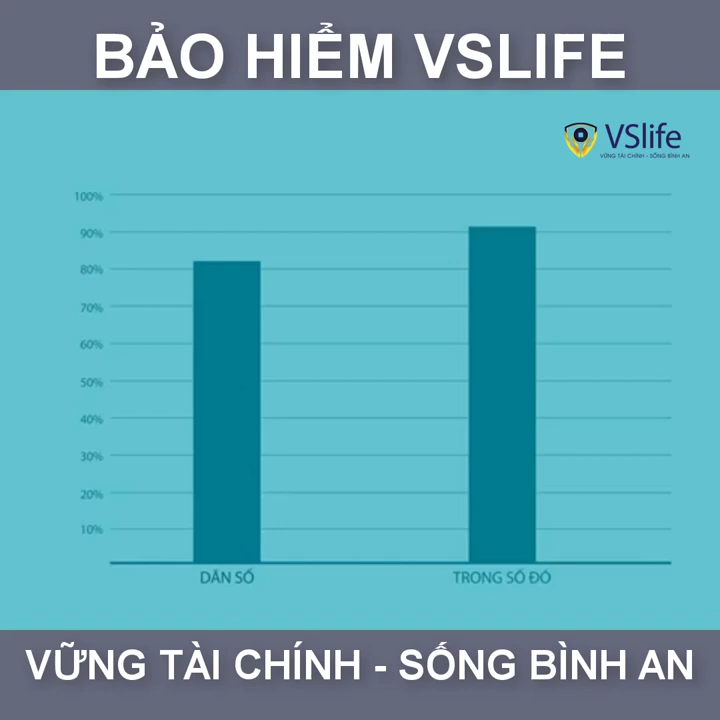 BẢO HIỂM VSLIFE
VSlife
VỮNG TÀI CHÍNH - SỐNG BÌNH AN
100%
90%
80%
70%
60%
50%
40%
30%
20%
10%
DÂN SỐ TRONG SỐ ĐÓ
VỮNG TÀI CHÍNH - SỐNG BÌNH AN